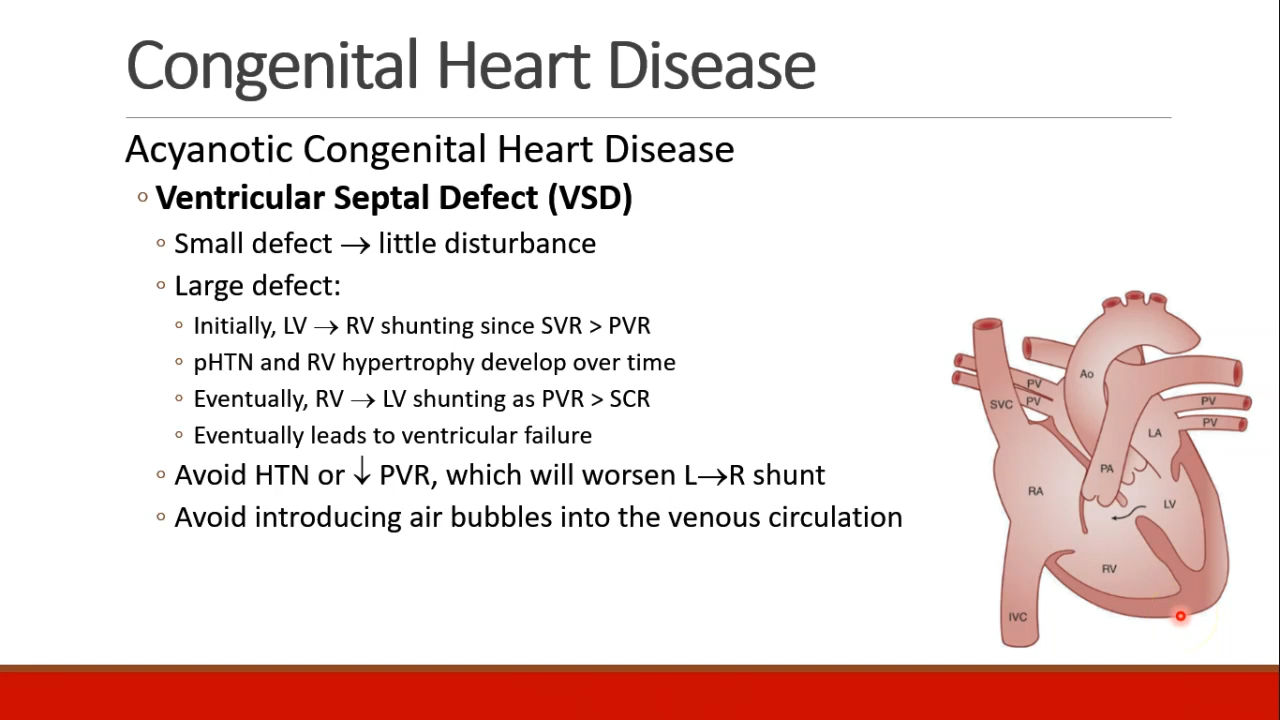 Congenital Heart Disease
Acyanotic Congenital Heart Disease
◦ Ventricular Septal Defect (VSD)
◦ Small defect → little disturbance
◦ Large defect:
◦ Initially, LV → RV shunting since SVR > PVR
◦ pHTN and RV hypertrophy develop over time
◦ Eventually, RV → LV shunting as PVR > SCR
◦ Eventually leads to ventricular failure
◦ Avoid HTN or ↓ PVR, which will worsen L→R shunt
◦ Avoid introducing air bubbles into the venous circulation
Ao
PV
SVC
PV
PV
PV
LA
PA
RA
LV
RV
IVC